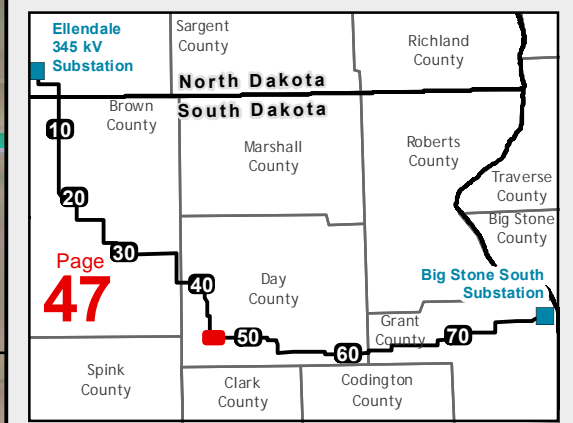 Ellendale
345 kV
Substation
Sargent
County
Richland
County
North Dakota
South Dakota
Brown
County
10
Marshall
County
Roberts
County
Traverse
County
20
Big Stone
County
30
Page
47
40
Day
County
Big Stone South
Substation
50
60
Grant
County
70
Spink
County
Clark
County
Codington
County